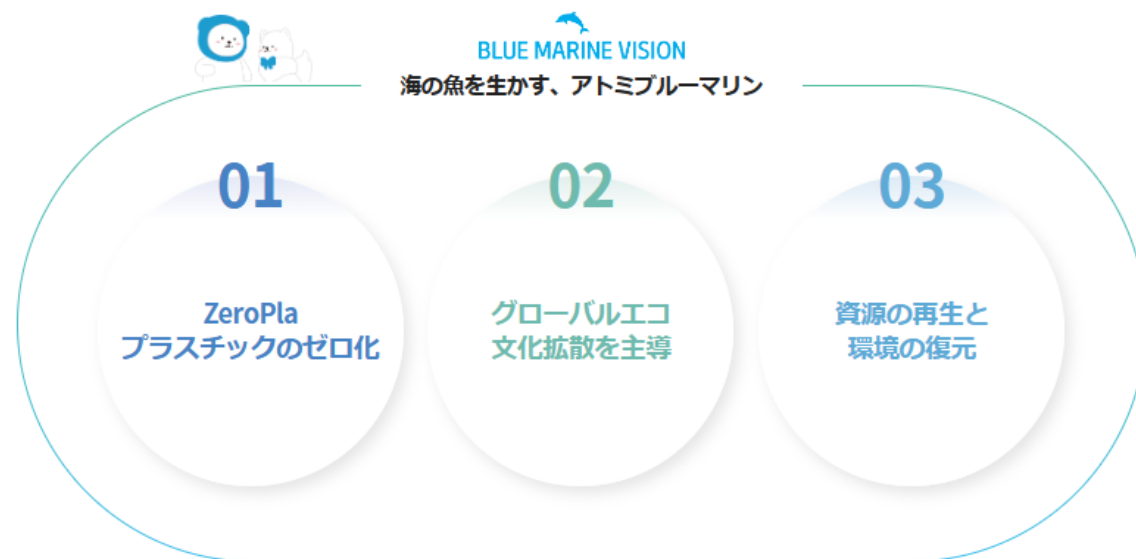 BLUE MARINE VISION
海の魚を生かす、アトミブルーマリン
01
ZeroPla
プラスチックのゼロ化
02
グローバルエコ
文化拡散を主導
03
資源の再生と
環境の復元